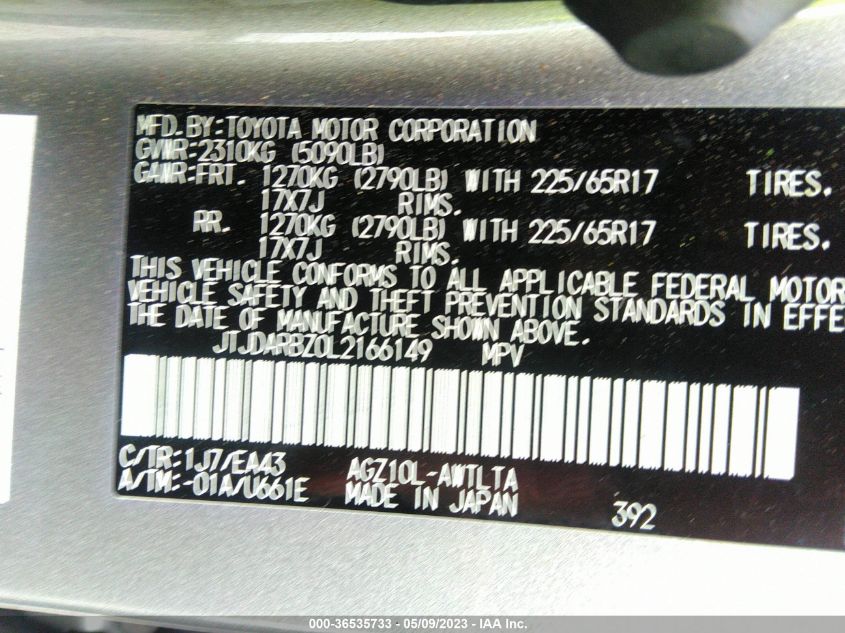 MFD.BY:TOYOTA MOTOR CORPORATION
GVWR:2310KG (5090LB)
GAWR:FRT. 1270KG (2790LB) WITH 225/65R17 TIRES.
17X7J RIMS.
RR. 1270KG (2790LB) WITH 225/65R17 TIRES.
17X7J RIMS.
THIS VEHICLE CONFORMS TO ALL APPLICABLE FEDERAL MOTOR
VEHICLE SAFETY AND THEFT PREVENTION STANDARDS IN EFFE
THE DATE OF MANUFACTURE SHOWN ABOVE.
JTJDARBZ0L2166149 MPV
C/TR:1J7/EA43 AGZ10L-AWTLTA
A/TM:-01A/U661E MADE IN JAPAN 392
000-36535733 - 05/09/2023 - IAA Inc.